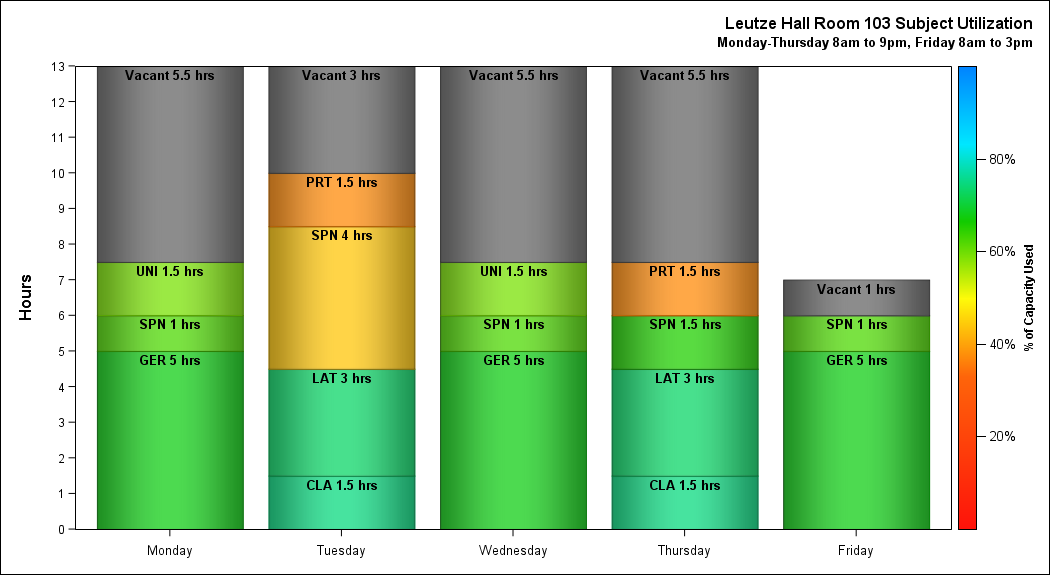 Leutze Hall Room 103 Subject Utilization
Monday-Thursday 8am to 9pm, Friday 8am to 3pm
Hours
13
12
11
10
9
8
7
6
5
4
3
2
1
0
Vacant 5.5 hrs
UNI 1.5 hrs
SPN 1 hrs
GER 5 hrs
Monday
Vacant 3 hrs
PRT 1.5 hrs
SPN 4 hrs
LAT 3 hrs
CLA 1.5 hrs
Tuesday
Vacant 5.5 hrs
UNI 1.5 hrs
SPN 1 hrs
GER 5 hrs
Wednesday
Vacant 5.5 hrs
PRT 1.5 hrs
SPN 1.5 hrs
LAT 3 hrs
CLA 1.5 hrs
Thursday
Vacant 1 hrs
SPN 1 hrs
GER 5 hrs
Friday
80%
60%
40%
20%
% of Capacity Used